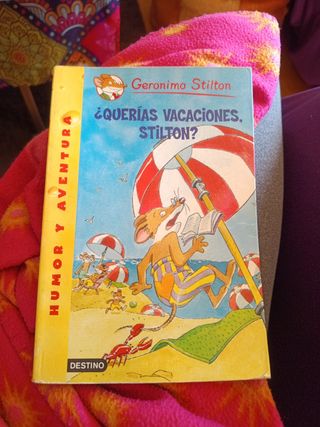 Geronimo Stilton
¿QUERÍAS VACACIONES,
STILTON?
HUMOR Y AVENTURA
DESTINO